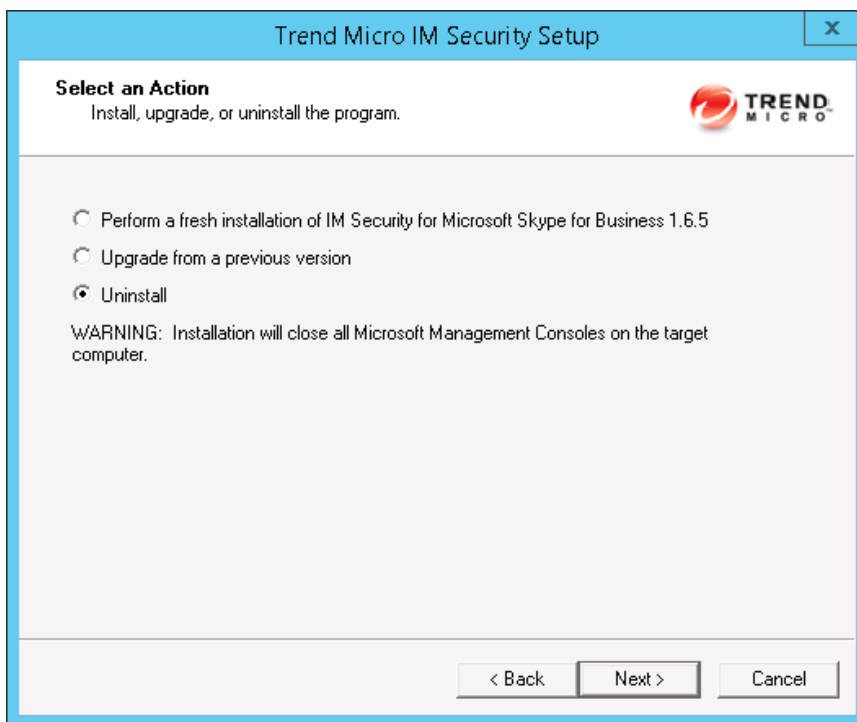 Trend Micro IM Security Setup
x
Select an Action
Install, upgrade, or uninstall the program.
TREND
MICRO
Perform a fresh installation of IM Security for Microsoft Skype for Business 1.6.5
Upgrade from a previous version
Uninstall
WARNING:  Installation will close all Microsoft Management Consoles on the target
computer.
< Back
Next >
Cancel